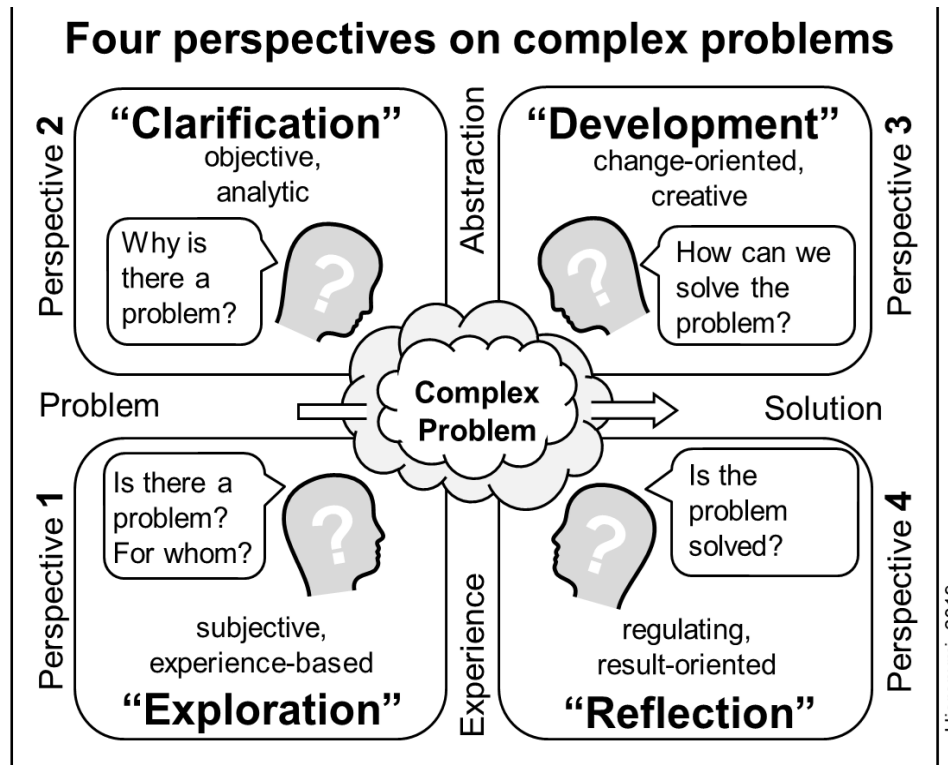 Four perspectives on complex problems
Perspective 2
“Clarification”
objective,
analytic
Why is
there a
problem?
Abstraction
“Development”
change-oriented,
creative
How can we
solve the
problem?
Perspective 3
Problem
Complex
Problem
Solution
Perspective 1
Is there a
problem?
For whom?
subjective,
experience-based
“Exploration”
Experience
Is the
problem
solved?
regulating,
result-oriented
“Reflection”
Perspective 4